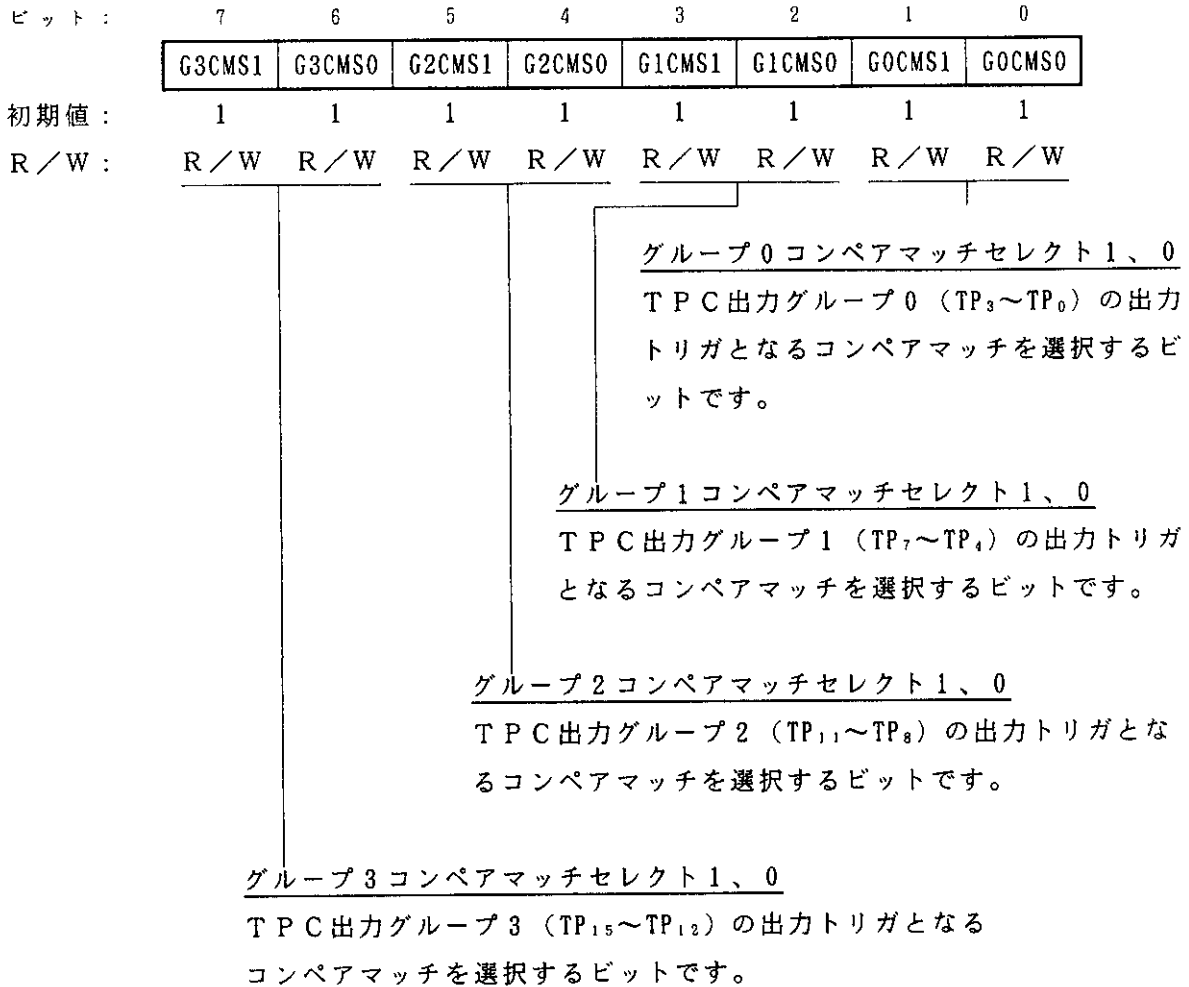 ビット： 7 6 5 4 3 2 1 0
G3CMS1 G3CMS0 G2CMS1 G2CMS0 G1CMS1 G1CMS0 G0CMS1 G0CMS0
初期値： 1 1 1 1 1 1 1 1
R／W： R／W R／W R／W R／W R／W R／W R／W R／W
グループ0コンペアマッチセレクト1、0
TPC出力グループ0（TP₃～TP₀）の出力
トリガとなるコンペアマッチを選択するビ
ットです。
グループ1コンペアマッチセレクト1、0
TPC出力グループ1（TP₇～TP₄）の出力トリガ
となるコンペアマッチを選択するビットです。
グループ2コンペアマッチセレクト1、0
TPC出力グループ2（TP₁₁～TP₈）の出力トリガとな
るコンペアマッチを選択するビットです。
グループ3コンペアマッチセレクト1、0
TPC出力グループ3（TP₁₅～TP₁₂）の出力トリガとなる
コンペアマッチを選択するビットです。